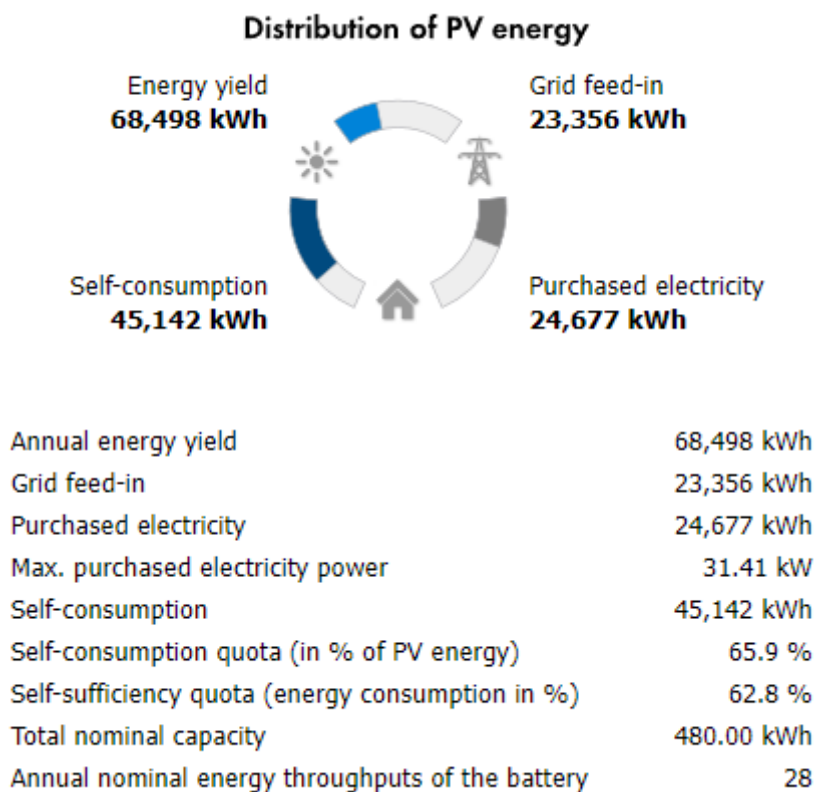 Distribution of PV energy
Energy yield
68,498 kWh
Grid feed-in
23,356 kWh
Self-consumption
45,142 kWh
Purchased electricity
24,677 kWh
Annual energy yield 68,498 kWh
Grid feed-in 23,356 kWh
Purchased electricity 24,677 kWh
Max. purchased electricity power 31.41 kW
Self-consumption 45,142 kWh
Self-consumption quota (in % of PV energy) 65.9 %
Self-sufficiency quota (energy consumption in %) 62.8 %
Total nominal capacity 480.00 kWh
Annual nominal energy throughputs of the battery 28